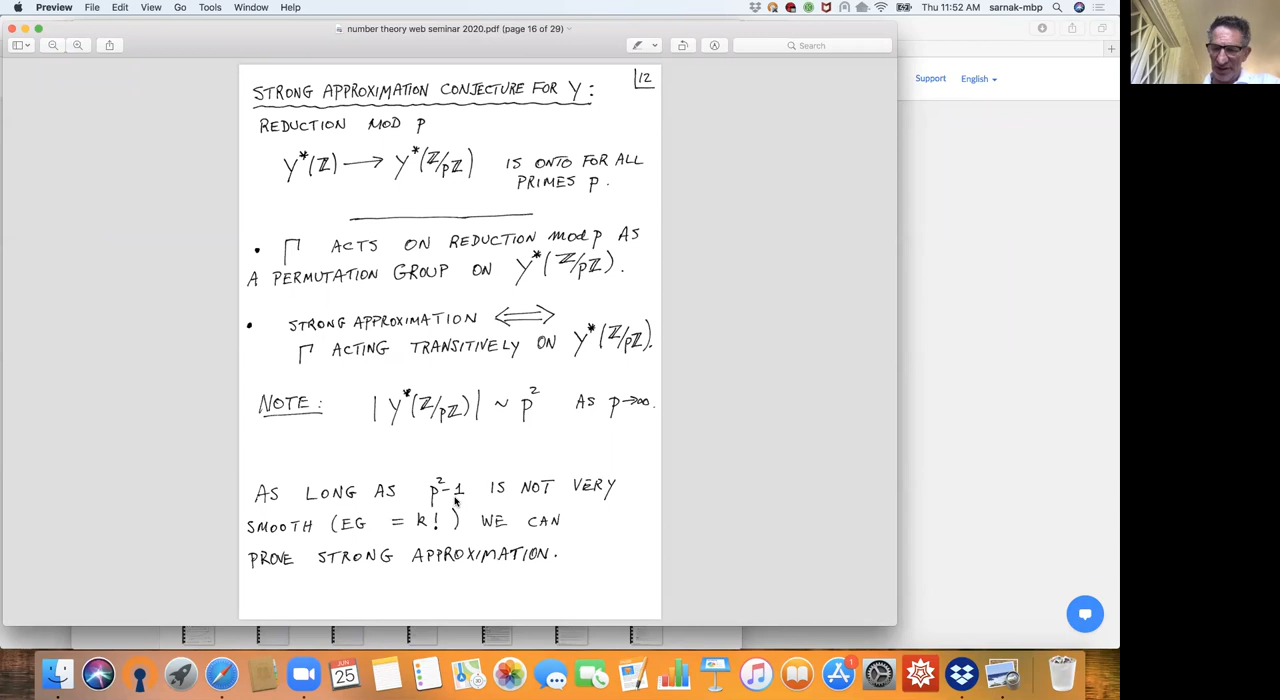 Preview File Edit View Go Tools Window Help
Thu 11:52 AM sarnak-mbp
number theory web seminar 2020.pdf (page 16 of 29)
Search
Support English
12
STRONG APPROXIMATION CONJECTURE FOR Y :
REDUCTION MOD p
Y*(ℤ) → Y*(ℤ/pℤ) IS ONTO FOR ALL
PRIMES p.
• Γ ACTS ON REDUCTION mod p AS
A PERMUTATION GROUP ON Y*(ℤ/pℤ).
• STRONG APPROXIMATION ⟺
Γ ACTING TRANSITIVELY ON Y*(ℤ/pℤ).
NOTE: |Y*(ℤ/pℤ)| ~ p² AS p→∞.
AS LONG AS p²-1 IS NOT VERY
SMOOTH (EG = k!) WE CAN
PROVE STRONG APPROXIMATION.
JUN
25
1